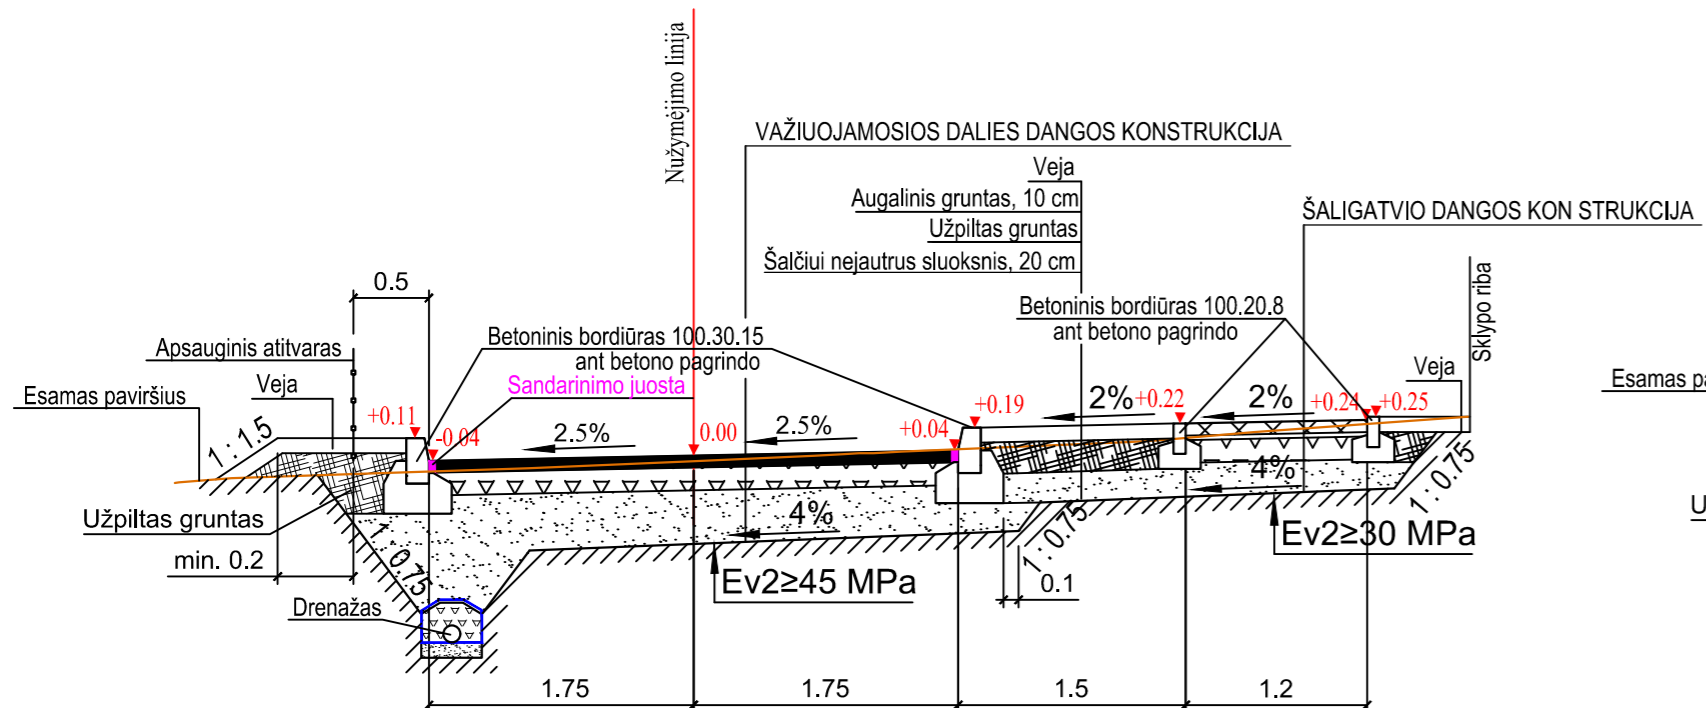 Nužymėjimo linija
VAŽIUOJAMOSIOS DALIES DANGOS KONSTRUKCIJA
Veja
Augalinis gruntas, 10 cm
Užpiltas gruntas
Šalčiui nejautrus sluoksnis, 20 cm
ŠALIGATVIO DANGOS KON STRUKCIJA
Sklypo riba
0.5
Betoninis bordiūras 100.20.8
ant betono pagrindo
Betoninis bordiūras 100.30.15
ant betono pagrindo
Apsauginis atitvaras
Sandarinimo juosta
Esamas paviršius
Veja
Veja
Esamas pa
1 : 1.5
+0.11
-0.04
2.5%
0.00
2.5%
+0.04
+0.19
2%
+0.22
2%
+0.24
+0.25
Užpiltas gruntas
min. 0.2
1 : 0.75
4%
4%
1 : 0.75
1 : 0.75
Ev2≥45 MPa
Ev2≥30 MPa
0.1
U
Drenažas
1.75
1.75
1.5
1.2